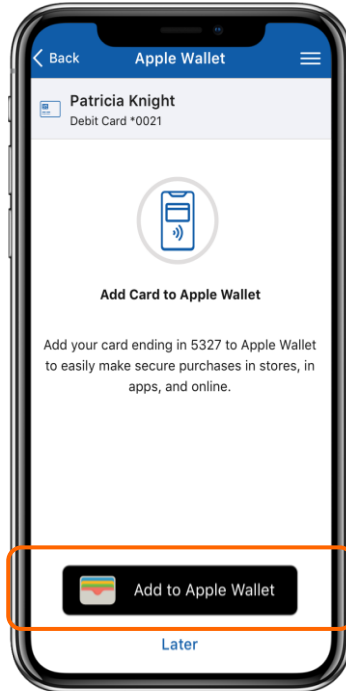 Back
Apple Wallet
Patricia Knight
Debit Card *0021
Add Card to Apple Wallet
Add your card ending in 5327 to Apple Wallet
to easily make secure purchases in stores, in
apps, and online.
Add to Apple Wallet
Later